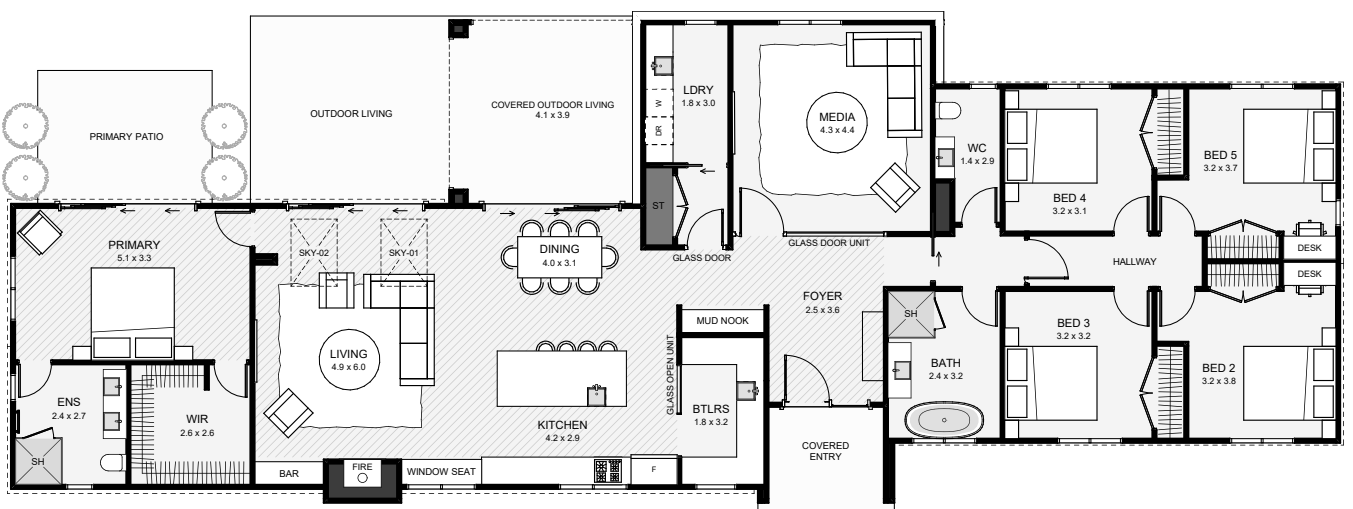 PRIMARY PATIO
OUTDOOR LIVING
COVERED OUTDOOR LIVING
4.1 x 3.9
W
DR
LDRY
1.8 x 3.0
ST
MEDIA
4.3 x 4.4
WC
1.4 x 2.9
BED 4
3.2 x 3.1
BED 5
3.2 x 3.7
DESK
DESK
PRIMARY
5.1 x 3.3
SKY-02
SKY-01
DINING
4.0 x 3.1
GLASS DOOR
GLASS DOOR UNIT
HALLWAY
FOYER
2.5 x 3.6
MUD NOOK
SH
BATH
2.4 x 3.2
BED 3
3.2 x 3.2
BED 2
3.2 x 3.8
LIVING
4.9 x 6.0
GLASS OPEN UNIT
ENS
2.4 x 2.7
SH
WIR
2.6 x 2.6
KITCHEN
4.2 x 2.9
BTLRS
1.8 x 3.2
COVERED
ENTRY
BAR
FIRE
WINDOW SEAT
F